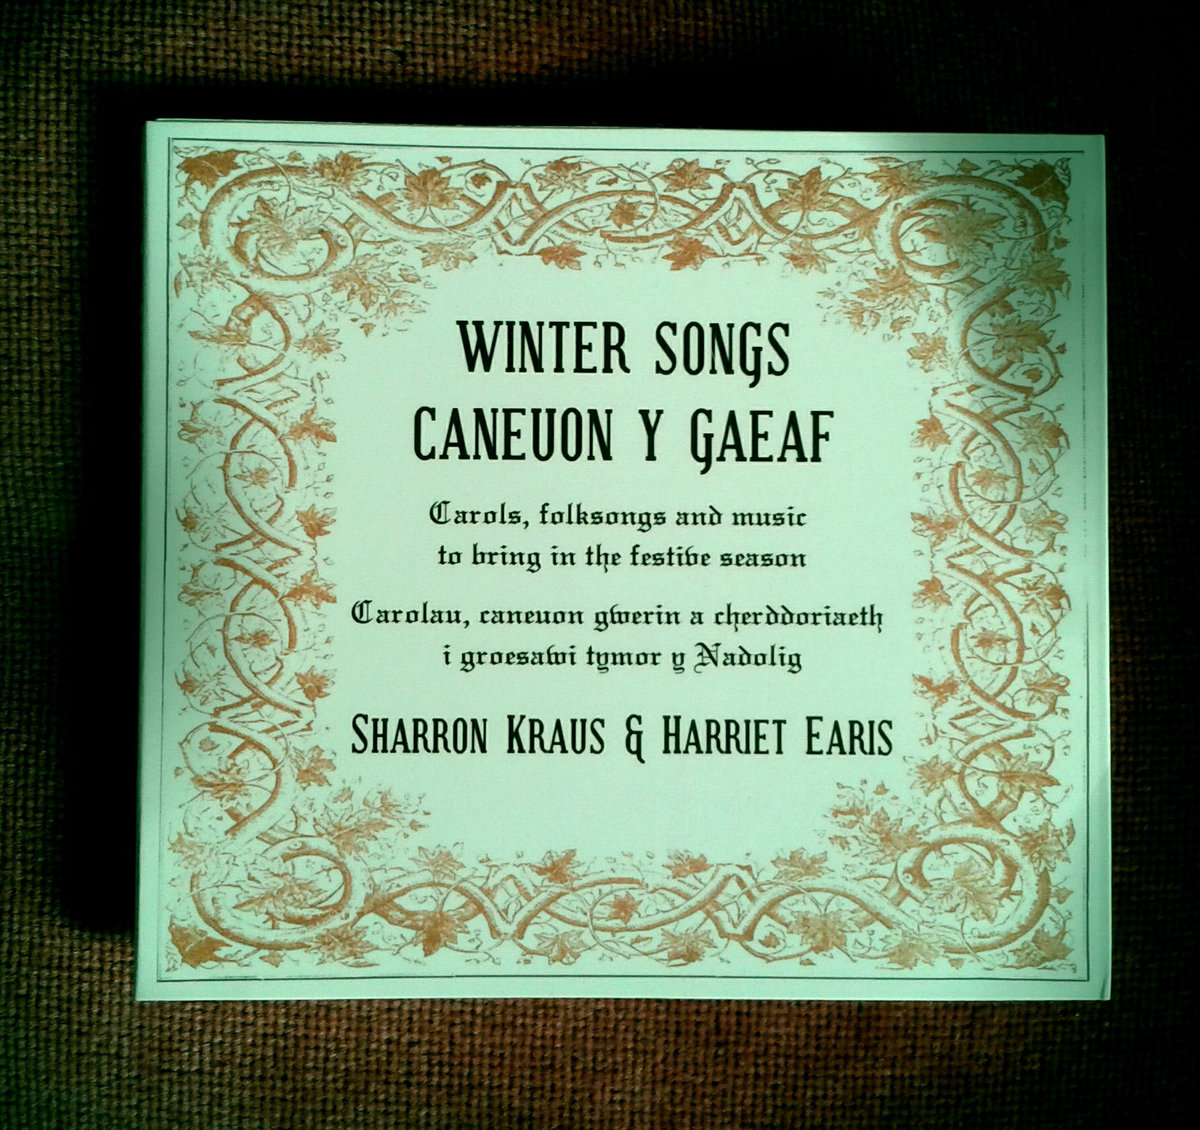 WINTER SONGS
CANEUON Y GAEAF
Carols, folksongs and music
to bring in the festive season
Carolau, caneuon gwerin a cherddoriaeth
i groesawi tymor y Nadolig
SHARRON KRAUS & HARRIET EARIS